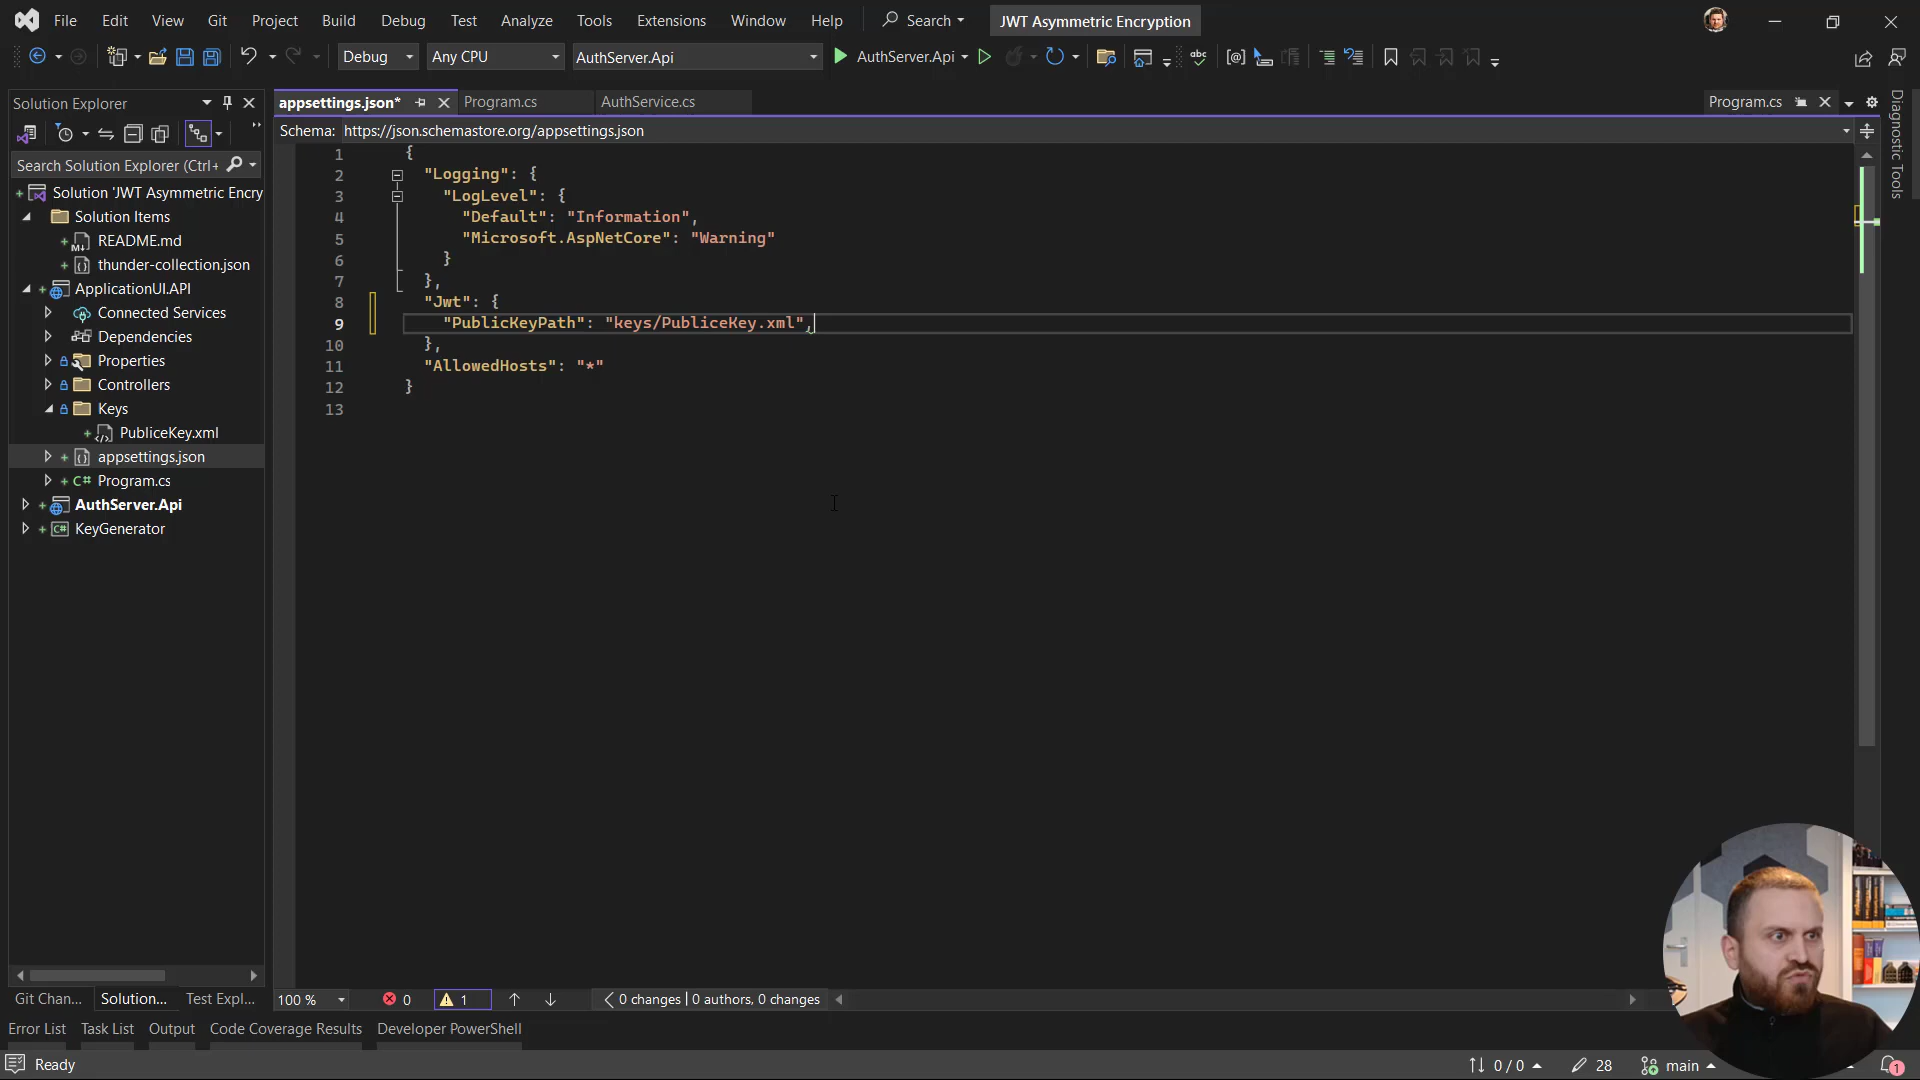 File Edit View Git Project Build Debug Test Analyze Tools Extensions Window Help Search JWT Asymmetric Encryption
Debug Any CPU AuthServer.Api AuthServer.Api
Solution Explorer
appsettings.json* Program.cs AuthService.cs Program.cs
Schema: https://json.schemastore.org/appsettings.json
Search Solution Explorer (Ctrl+
Solution 'JWT Asymmetric Encry
Solution Items
README.md
thunder-collection.json
ApplicationUI.API
Connected Services
Dependencies
Properties
Controllers
Keys
PubliceKey.xml
appsettings.json
Program.cs
AuthServer.Api
KeyGenerator
1 {
2 "Logging": {
3 "LogLevel": {
4 "Default": "Information",
5 "Microsoft.AspNetCore": "Warning"
6 }
7 },
8 "Jwt": {
9 "PublicKeyPath": "keys/PubliceKey.xml",
10 },
11 "AllowedHosts": "*"
12 }
13
Diagnostic Tools
Git Chan... Solution... Test Expl...
100 % 0 1 0 changes | 0 authors, 0 changes
Error List Task List Output Code Coverage Results Developer PowerShell
Ready 0 / 0 28 main 1